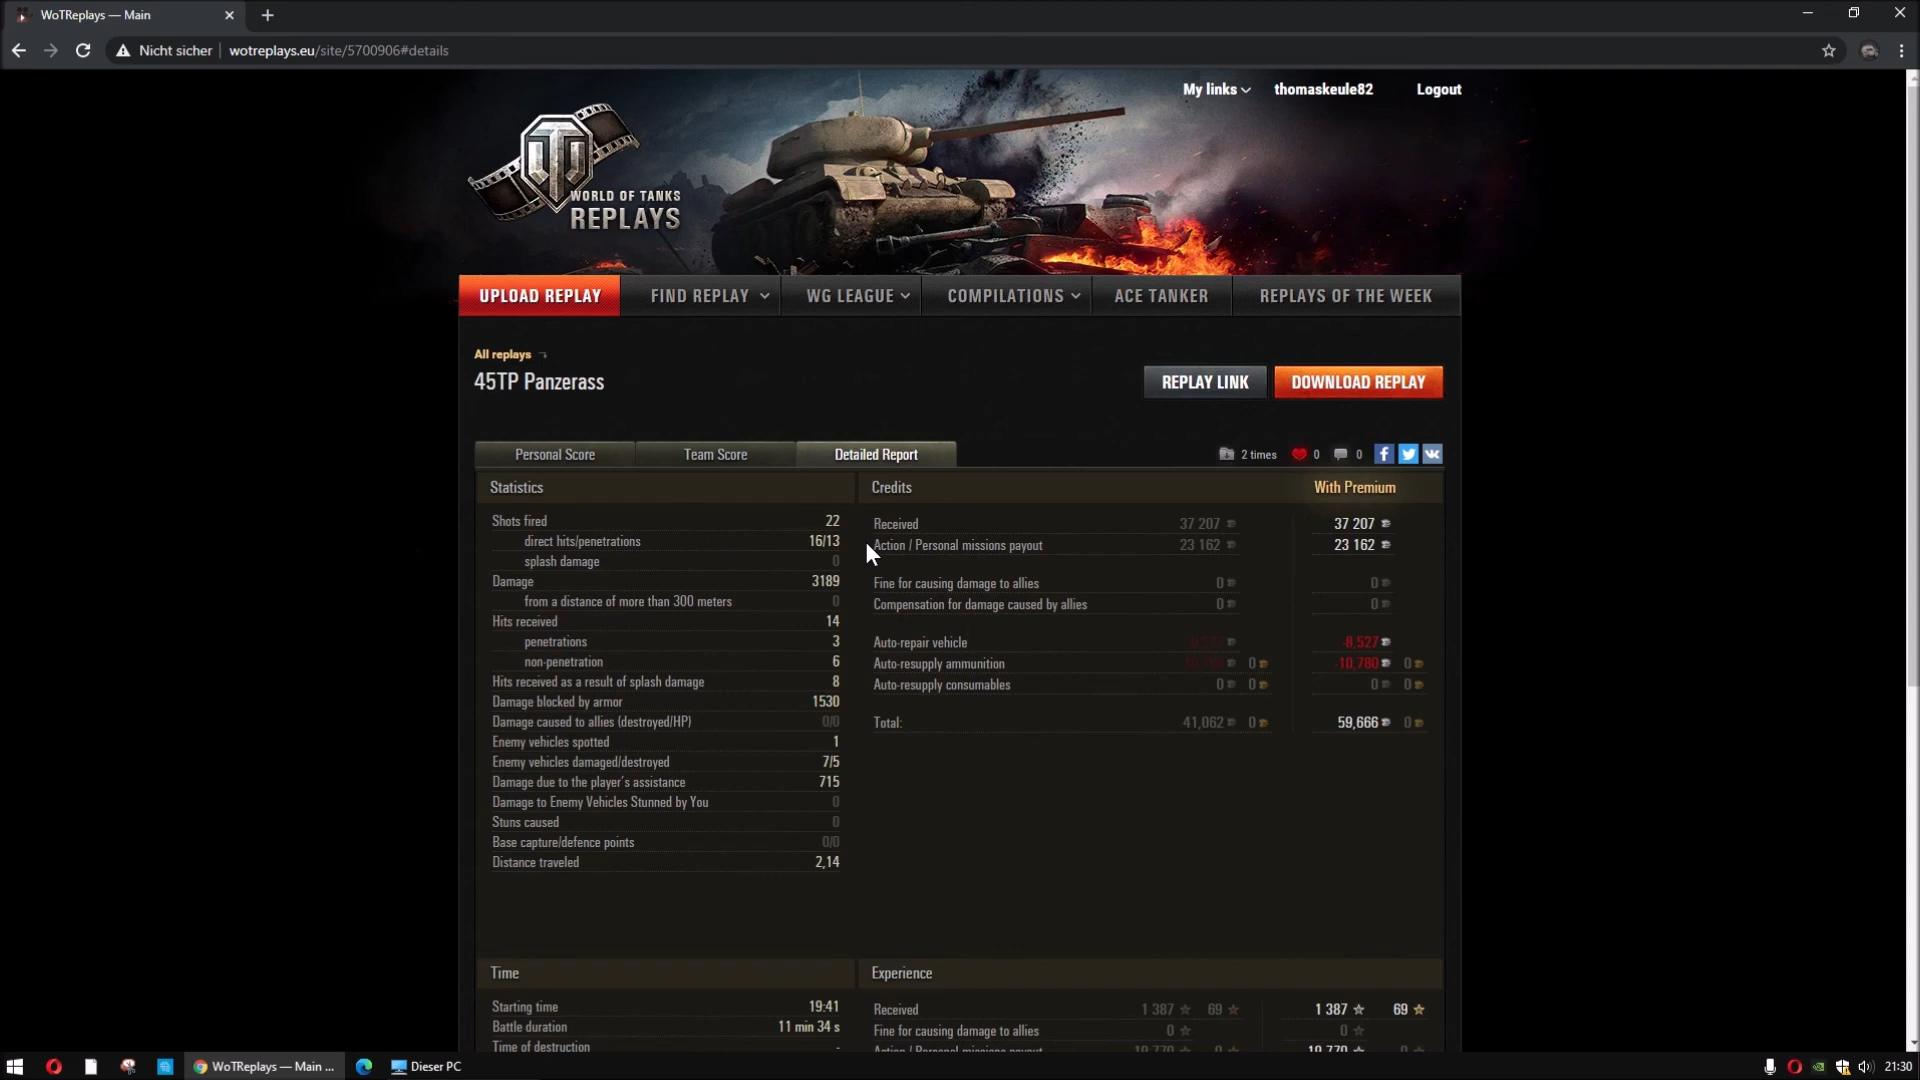 WoTReplays — Main
Nicht sicher
wotreplays.eu/site/5700906#details
My links
thomaskeule82
Logout
WORLD OF TANKS
REPLAYS
UPLOAD REPLAY
FIND REPLAY
WG LEAGUE
COMPILATIONS
ACE TANKER
REPLAYS OF THE WEEK
All replays
45TP Panzerass
REPLAY LINK
DOWNLOAD REPLAY
Personal Score
Team Score
Detailed Report
2 times
0
0
Statistics
Shots fired 22
direct hits/penetrations 16/13
splash damage 0
Damage 3189
from a distance of more than 300 meters 0
Hits received 14
penetrations 3
non-penetration 6
Hits received as a result of splash damage 8
Damage blocked by armor 1530
Damage caused to allies (destroyed/HP) 0/0
Enemy vehicles spotted 1
Enemy vehicles damaged/destroyed 7/5
Damage due to the player's assistance 715
Damage to Enemy Vehicles Stunned by You 0
Stuns caused 0
Base capture/defence points 0/0
Distance traveled 2,14
Credits With Premium
Received 37 207 37 207
Action / Personal missions payout 23 162 23 162
Fine for causing damage to allies 0 0
Compensation for damage caused by allies 0 0
Auto-repair vehicle -8,527
Auto-resupply ammunition 0 -10,780 0
Auto-resupply consumables 0 0 0 0
Total: 41,062 0 59,666 0
Time
Starting time 19:41
Battle duration 11 min 34 s
Time of destruction -
Experience
Received 1 387 69 1 387 69
Fine for causing damage to allies 0 0
Action / Personal missions payout 19 770 0 19 770 0
WoTReplays — Main ...
Dieser PC
21:30